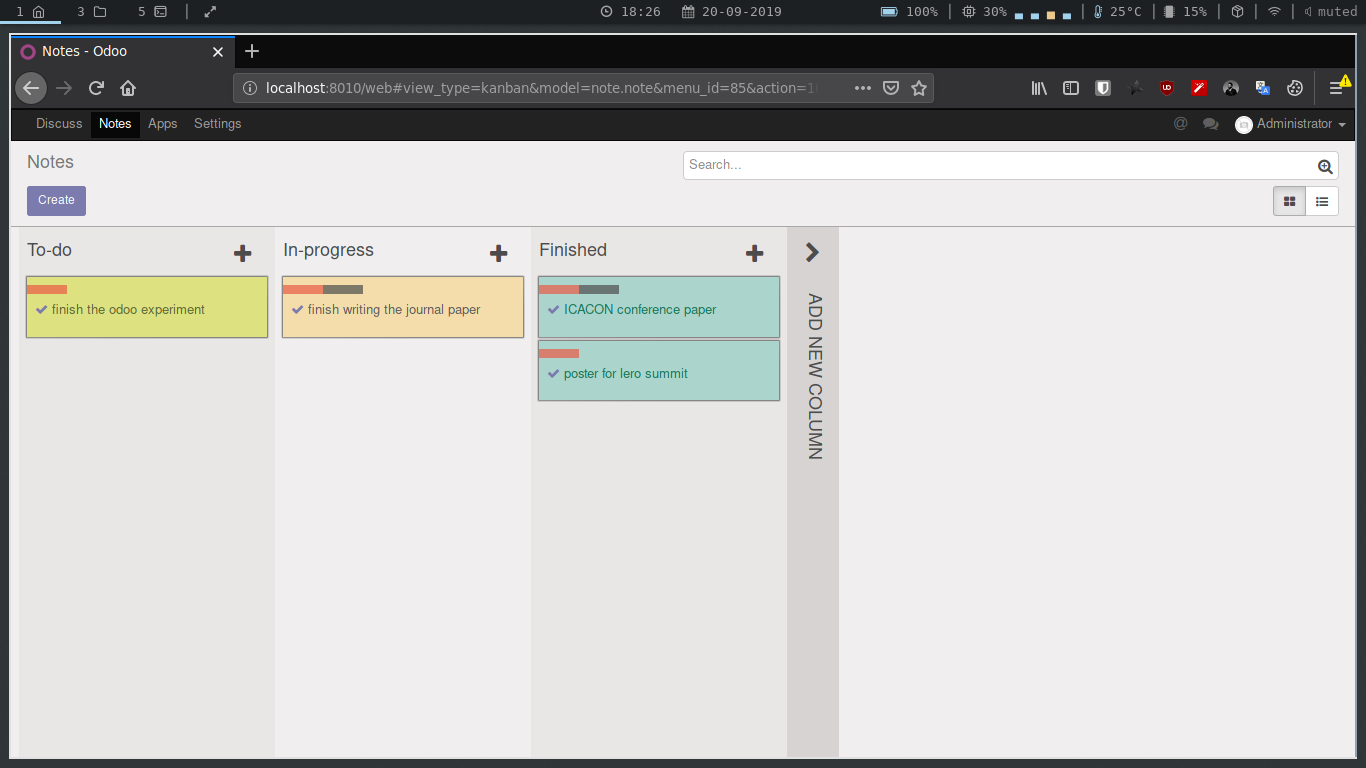 1 3 5 18:26 20-09-2019 100% 30% 25°C 15% muted
Notes - Odoo
localhost:8010/web#view_type=kanban&model=note.note&menu_id=85&action=1
Discuss Notes Apps Settings @ Administrator
Notes Search...
Create
To-do In-progress Finished
finish the odoo experiment finish writing the journal paper ICACON conference paper
poster for lero summit
ADD NEW COLUMN